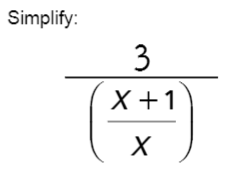 Simplify:
3
(x + 1
x)